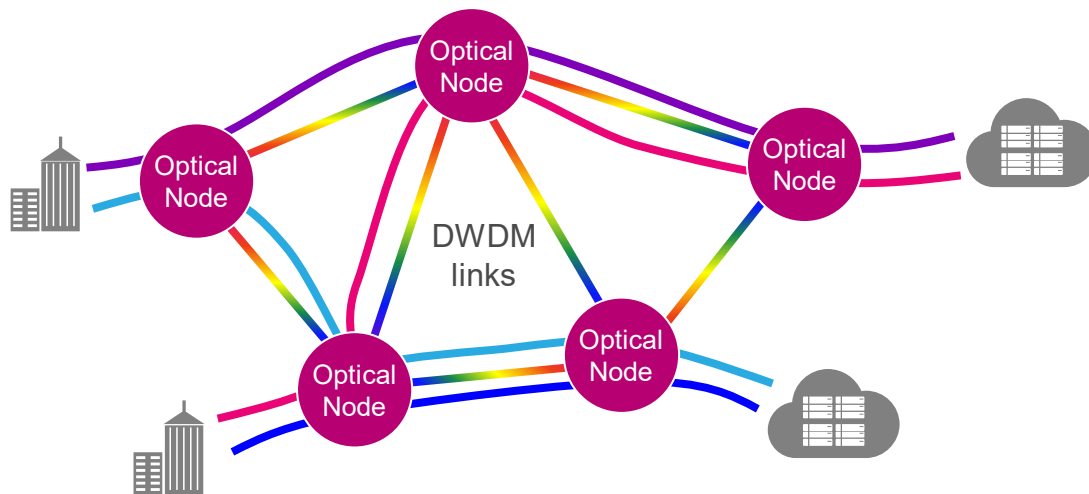 Optical
Node
Optical
Node
Optical
Node
DWDM
links
Optical
Node
Optical
Node